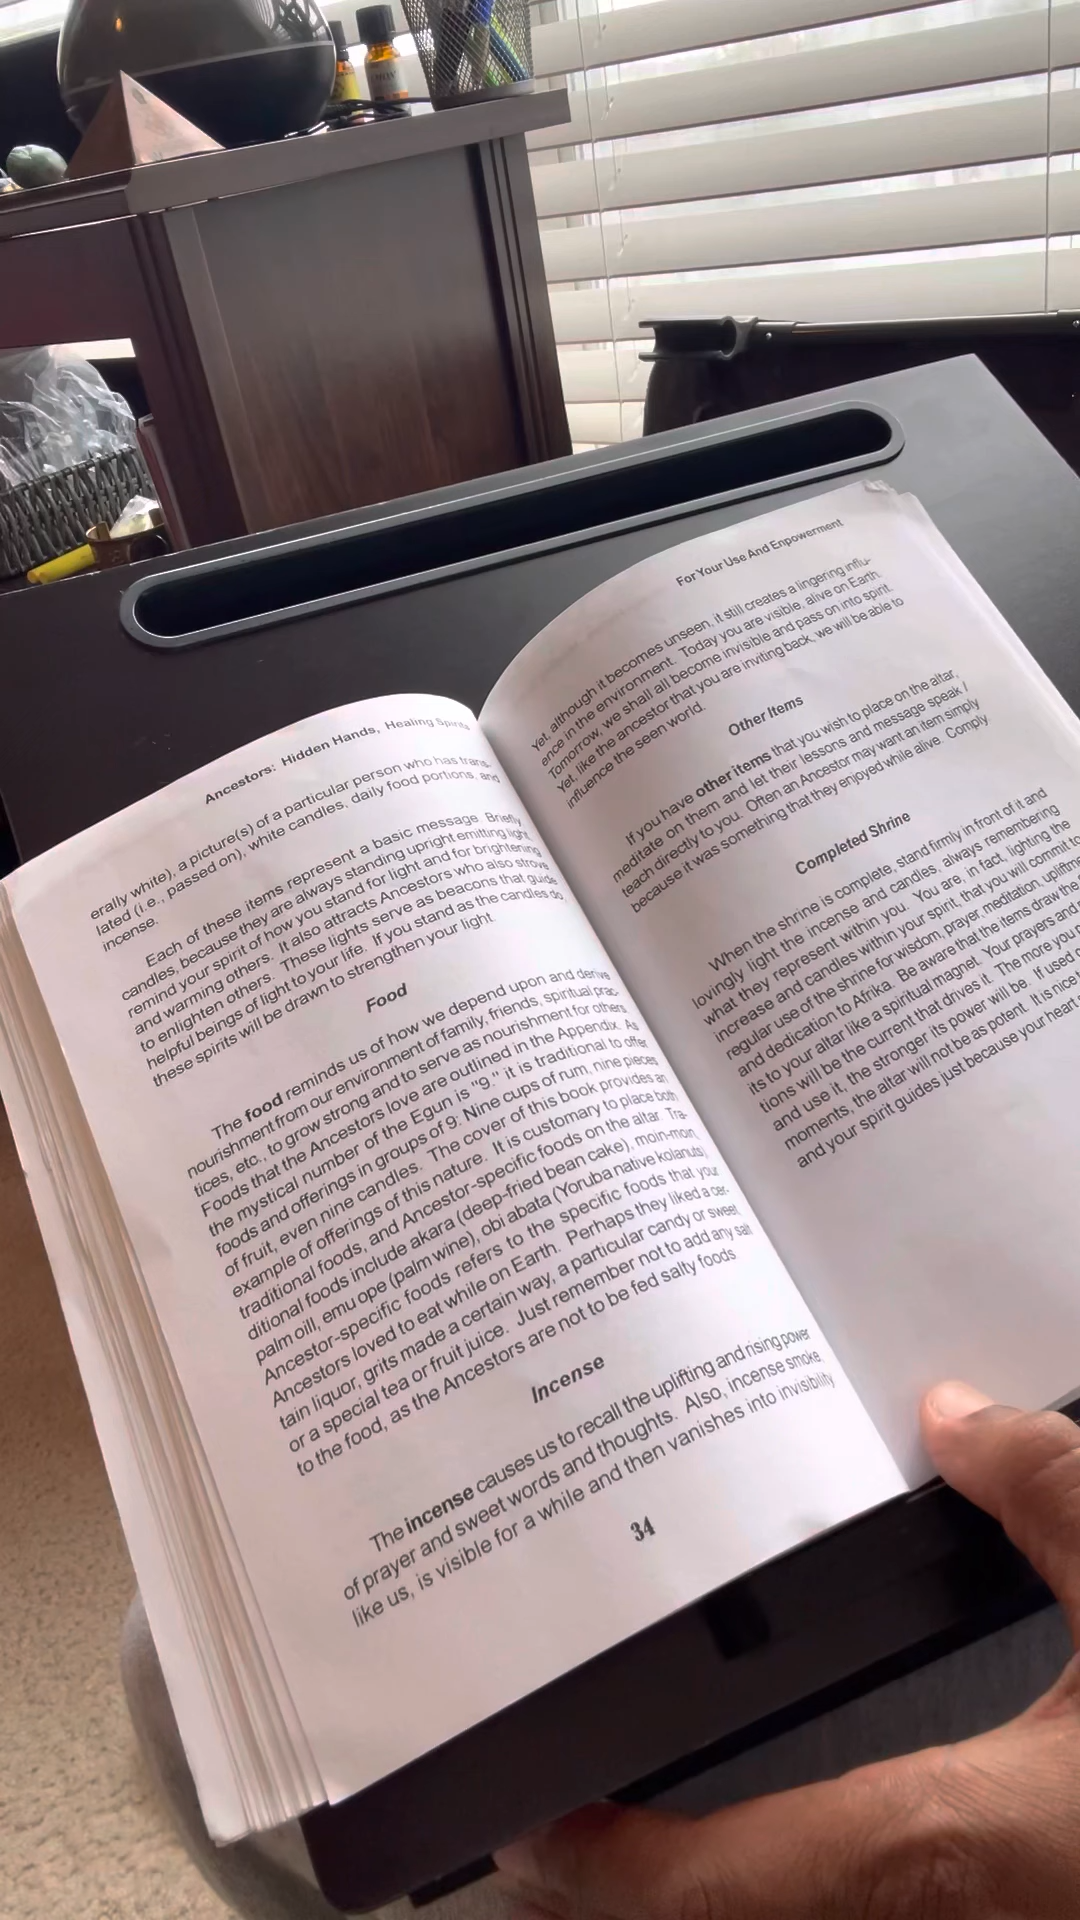 Ancestors: Hidden Hands, Healing Spirits
erally white), a picture(s) of a particular person who has trans-
lated (i.e., passed on), white candles, daily food portions, and
incense.
Each of these items represent a basic message. Briefly,
candles, because they are always standing upright emitting light,
remind your spirit of how you stand for light and for brightening
and warming others. It also attracts Ancestors who also strove
to enlighten others. These lights serve as beacons that guide
helpful beings of light to your life. If you stand as the candles do
these spirits will be drawn to strengthen your light.
Food
The food reminds us of how we depend upon and derive
nourishment from our environment of family, friends, spiritual prac-
tices, etc., to grow strong and to serve as nourishment for others.
Foods that the Ancestors love are outlined in the Appendix. As
the mystical number of the Egun is "9." it is traditional to offer
foods and offerings in groups of 9: Nine cups of rum, nine pieces
of fruit, even nine candles. The cover of this book provides an
example of offerings of this nature. It is customary to place both
traditional foods, and Ancestor-specific foods on the altar. Tra-
ditional foods include akara (deep-fried bean cake), moin-moin,
palm oill, emu ope (palm wine), obi abata (Yoruba native kolanuts).
Ancestor-specific foods refers to the specific foods that your
Ancestors loved to eat while on Earth. Perhaps they liked a cer-
tain liquor, grits made a certain way, a particular candy or sweet,
or a special tea or fruit juice. Just remember not to add any salt
to the food, as the Ancestors are not to be fed salty foods
Incense
The incense causes us to recall the uplifting and rising power
of prayer and sweet words and thoughts. Also, incense smoke,
like us, is visible for a while and then vanishes into invisibility
34
For Your Use And Enpowerment
Yet, although it becomes unseen, it still creates a lingering influ-
ence in the environment. Today you are visible, alive on Earth.
Tomorrow, we shall all become invisible and pass on into spirit.
Yet, like the ancestor that you are inviting back, we will be able to
influence the seen world.
Other Items
If you have other items that you wish to place on the altar,
meditate on them and let their lessons and message speak /
teach directly to you. Often an Ancestor may want an item simply
because it was something that they enjoyed while alive. Comply.
Completed Shrine
When the shrine is complete, stand firmly in front of it and
lovingly light the incense and candles, always remembering
what they represent within you. You are, in fact, lighting the
increase and candles within your spirit, that you will commit to
regular use of the shrine for wisdom, prayer, meditation, upliftment
and dedication to Afrika. Be aware that the items draw the
its to your altar like a spiritual magnet. Your prayers and
tions will be the current that drives it. The more you
and use it, the stronger its power will be. If used
moments, the altar will not be as potent. It is nice
and your spirit guides just because your heart